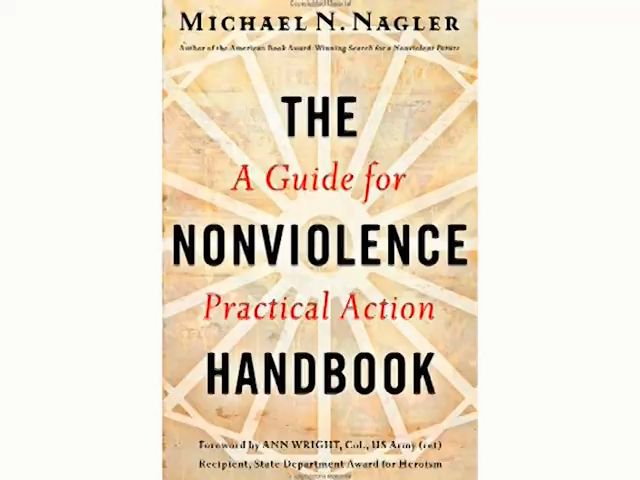 MICHAEL N. NAGLER
Author of the American Book Award-Winning Search for a Nonviolent Future
THE
A Guide for
NONVIOLENCE
Practical Action
HANDBOOK
Foreword by ANN WRIGHT, Col., US Army (ret)
Recipient, State Department Award for Heroism